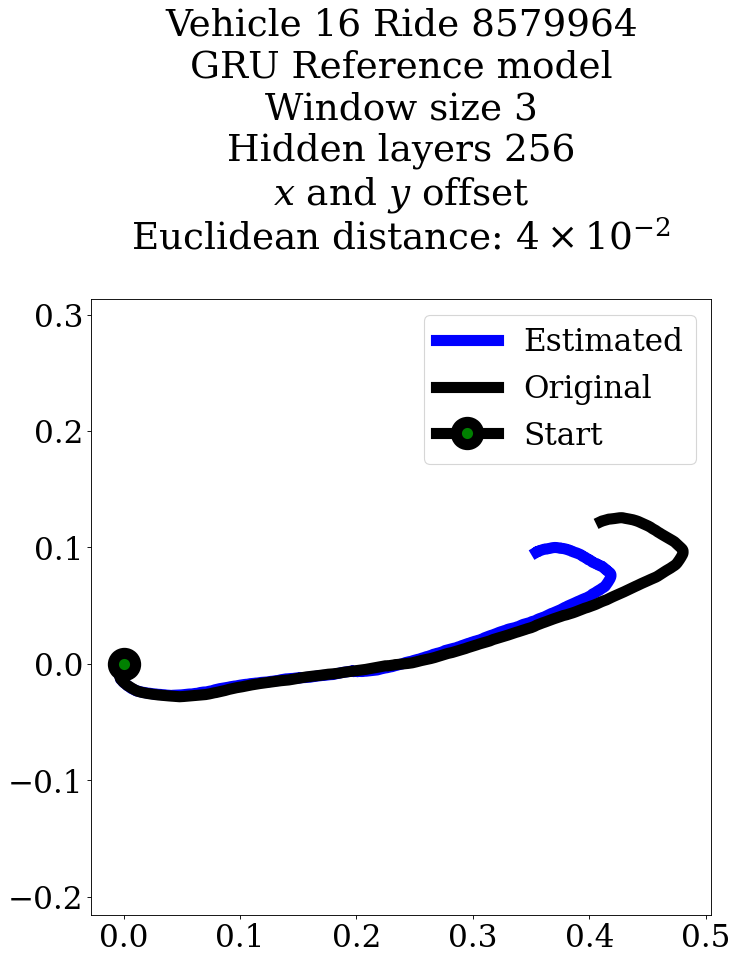 Vehicle 16 Ride 8579964
GRU Reference model
Window size 3
Hidden layers 256
x and y offset
Euclidean distance: 4 × 10⁻²
Estimated
Original
Start
0.3
0.2
0.1
0.0
−0.1
−0.2
0.0 0.1 0.2 0.3 0.4 0.5